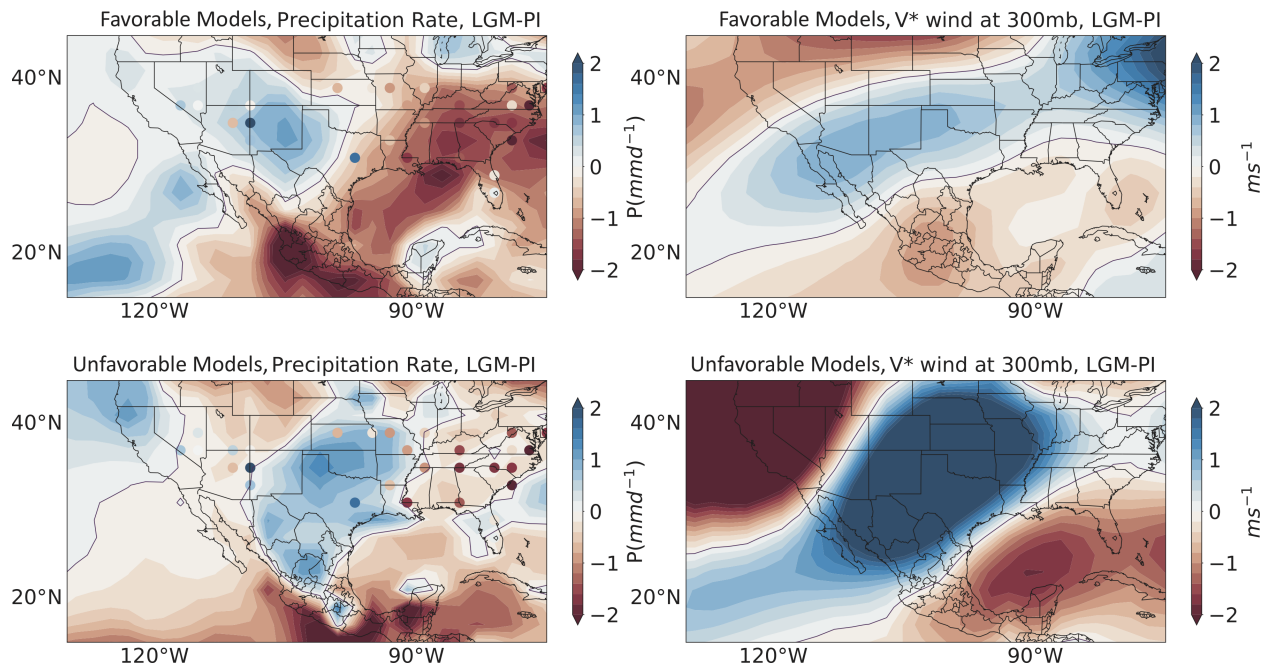 Favorable Models, Precipitation Rate, LGM-PI
Favorable Models, V* wind at 300mb, LGM-PI
40°N
20°N
120°W
90°W
2
1
0
−1
−2
P(mmd⁻¹)
40°N
20°N
120°W
90°W
2
1
0
−1
−2
ms⁻¹
Unfavorable Models, Precipitation Rate, LGM-PI
Unfavorable Models, V* wind at 300mb, LGM-PI
40°N
20°N
120°W
90°W
2
1
0
−1
−2
P(mmd⁻¹)
40°N
20°N
120°W
90°W
2
1
0
−1
−2
ms⁻¹